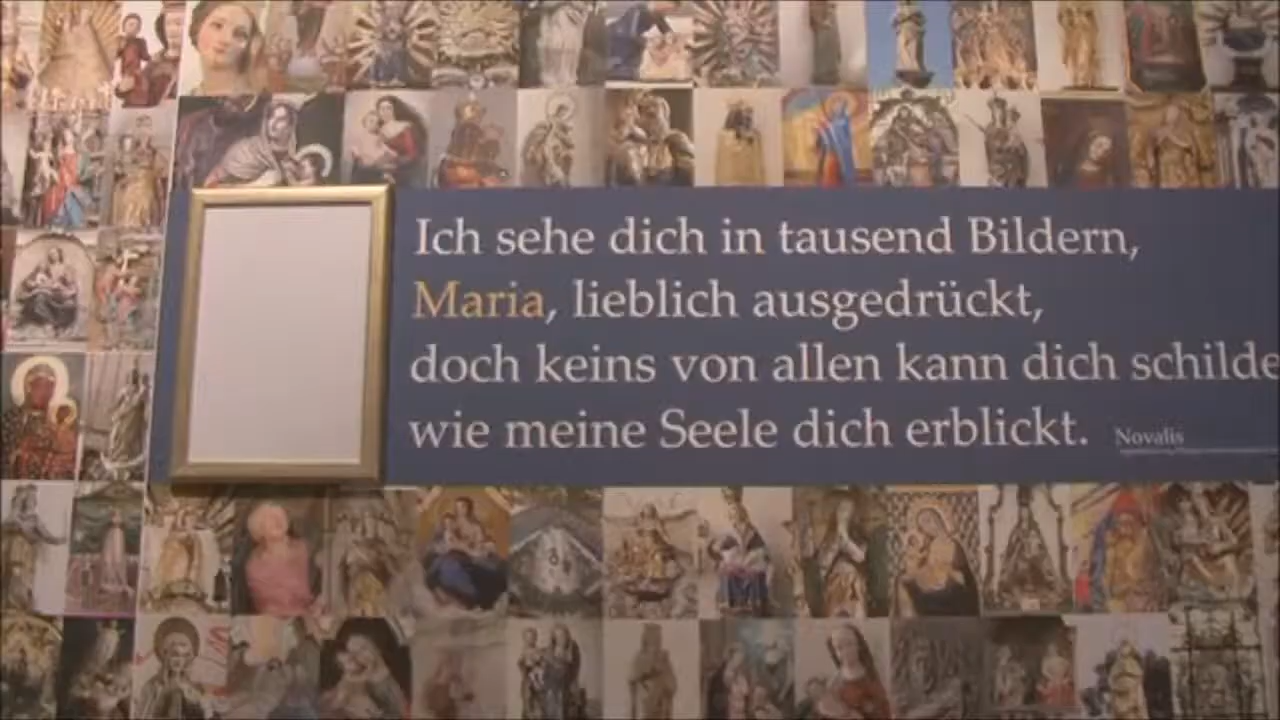 Ich sehe dich in tausend Bildern,
Maria, lieblich ausgedrückt,
doch keins von allen kann dich schilde
wie meine Seele dich erblickt.
Novalis